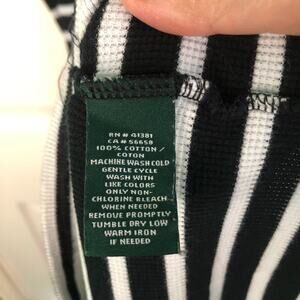 RN # 41381
CA # 56658
100% COTTON /
COTON
MACHINE WASH COLD
GENTLE CYCLE
WASH WITH
LIKE COLORS
ONLY NON-
CHLORINE BLEACH
WHEN NEEDED
REMOVE PROMPTLY
TUMBLE DRY LOW
WARM IRON
IF NEEDED